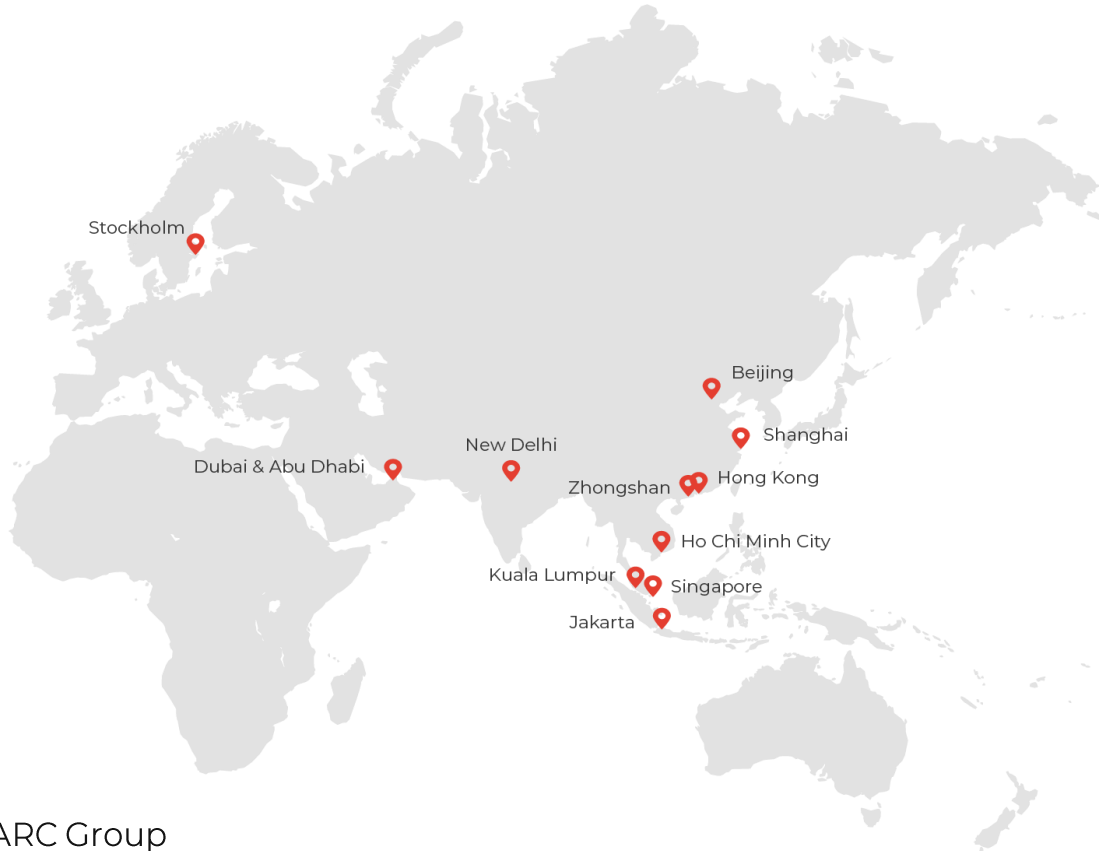 Stockholm
Beijing
Shanghai
New Delhi
Dubai & Abu Dhabi
Hong Kong
Zhongshan
Ho Chi Minh City
Kuala Lumpur
Singapore
Jakarta
ARC Group